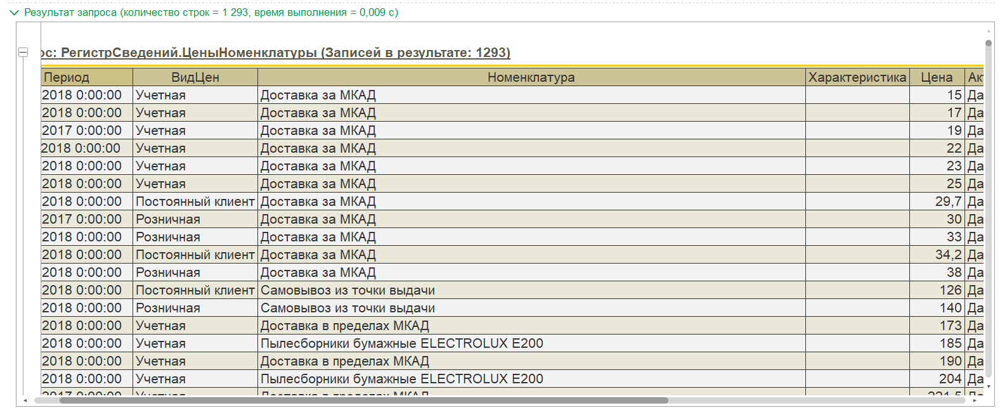 Результат запроса (количество строк = 1 293, время выполнения = 0,009 с)
ос: РегистрСведений.ЦеныНоменклатуры (Записей в результате: 1293)
Период ВидЦен Номенклатура Характеристика Цена Ак
2018 0:00:00 Учетная Доставка за МКАД 15 Да
2018 0:00:00 Учетная Доставка за МКАД 17 Да
2017 0:00:00 Учетная Доставка за МКАД 19 Да
2018 0:00:00 Учетная Доставка за МКАД 22 Да
2018 0:00:00 Учетная Доставка за МКАД 23 Да
2018 0:00:00 Учетная Доставка за МКАД 25 Да
2018 0:00:00 Постоянный клиент Доставка за МКАД 29,7 Да
2017 0:00:00 Розничная Доставка за МКАД 30 Да
2018 0:00:00 Розничная Доставка за МКАД 33 Да
2018 0:00:00 Постоянный клиент Доставка за МКАД 34,2 Да
2018 0:00:00 Розничная Доставка за МКАД 38 Да
2018 0:00:00 Постоянный клиент Самовывоз из точки выдачи 126 Да
2018 0:00:00 Розничная Самовывоз из точки выдачи 140 Да
2018 0:00:00 Учетная Доставка в пределах МКАД 173 Да
2018 0:00:00 Учетная Пылесборники бумажные ELECTROLUX E200 185 Да
2018 0:00:00 Учетная Доставка в пределах МКАД 190 Да
2018 0:00:00 Учетная Пылесборники бумажные ELECTROLUX E200 204 Да